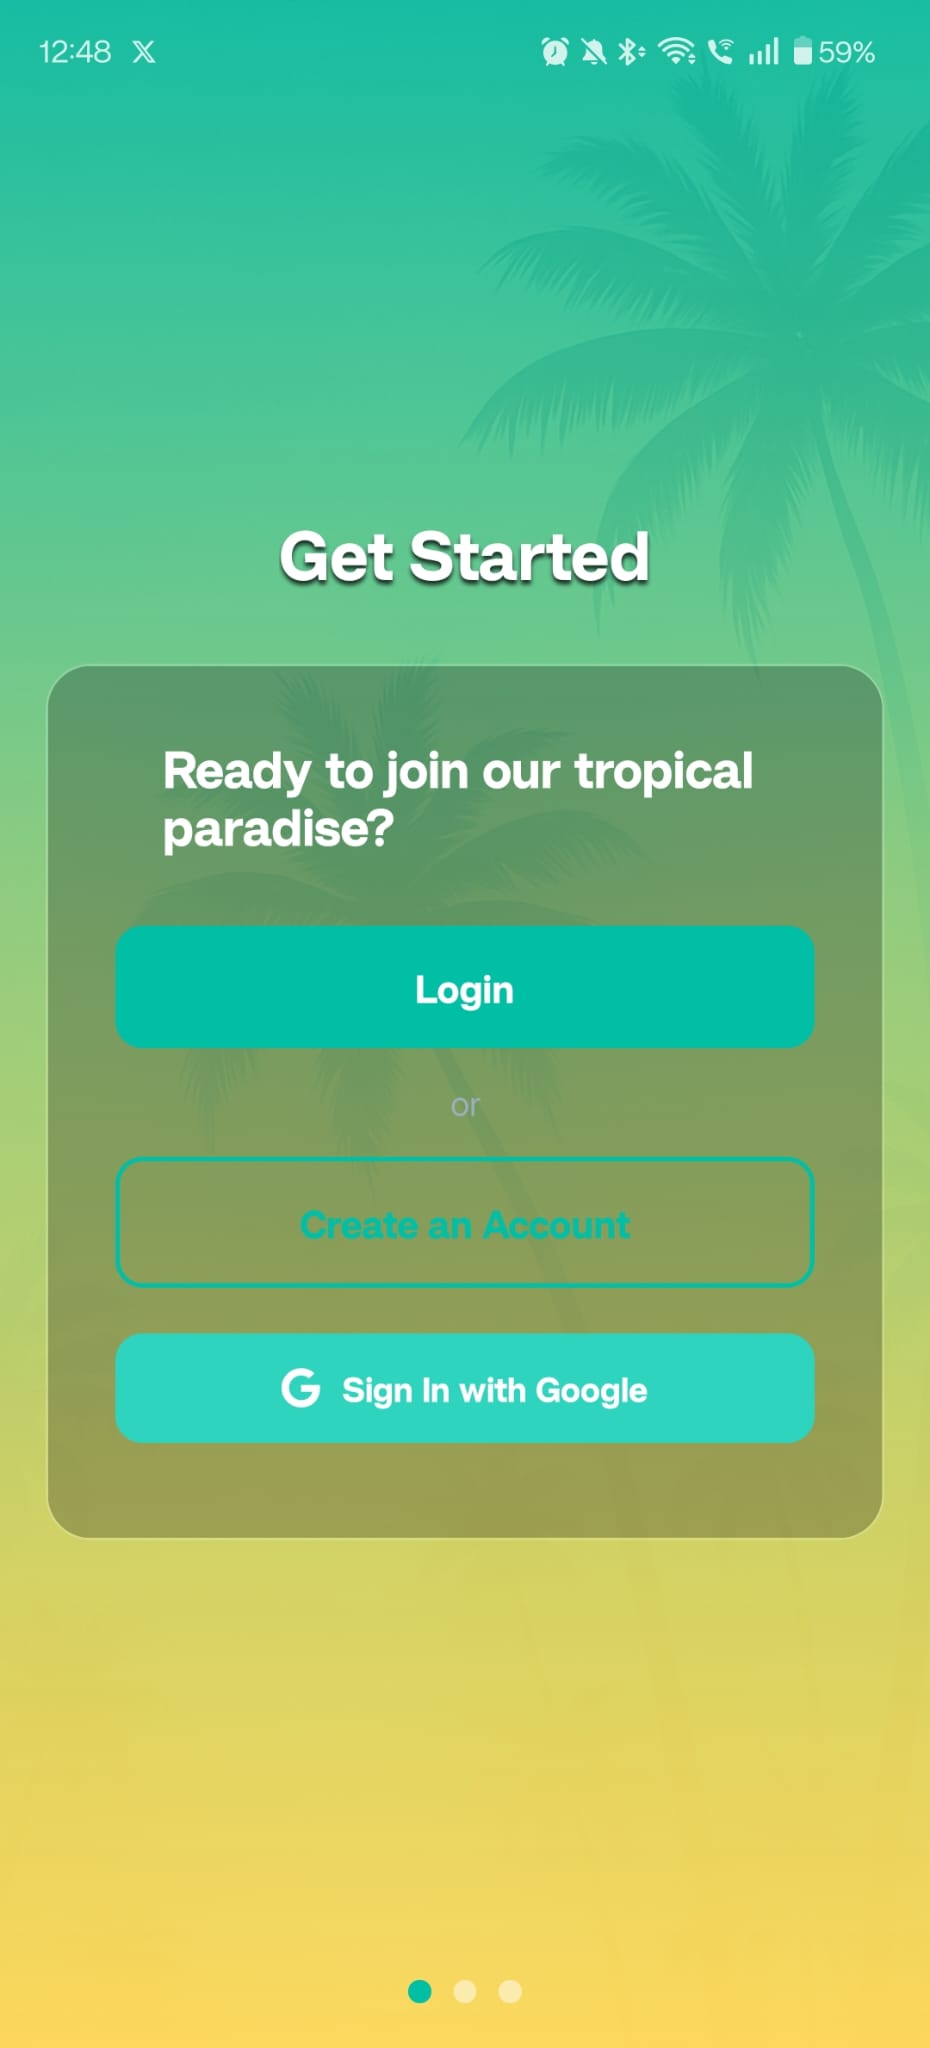 12:48 X 59%
Get Started
Ready to join our tropical
paradise?
Login
or
Create an Account
G Sign In with Google